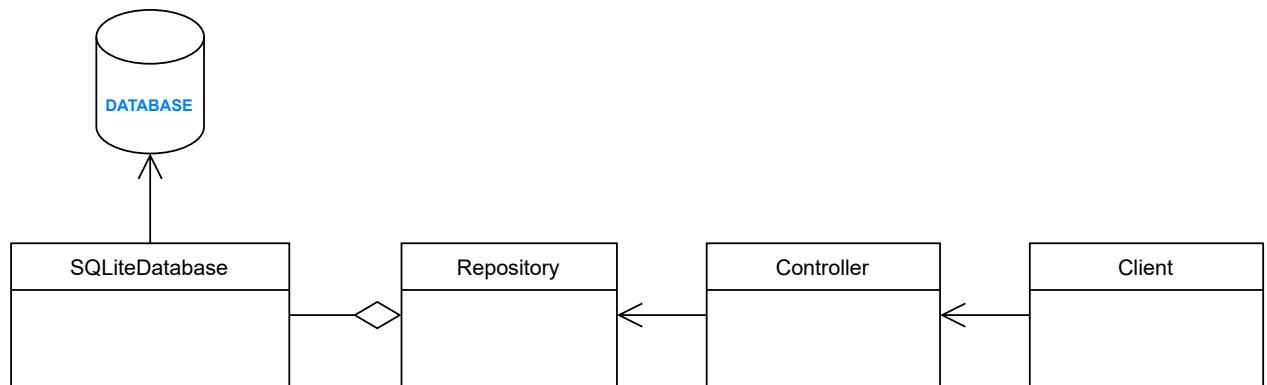 DATABASE
SQLiteDatabase
Repository
Controller
Client